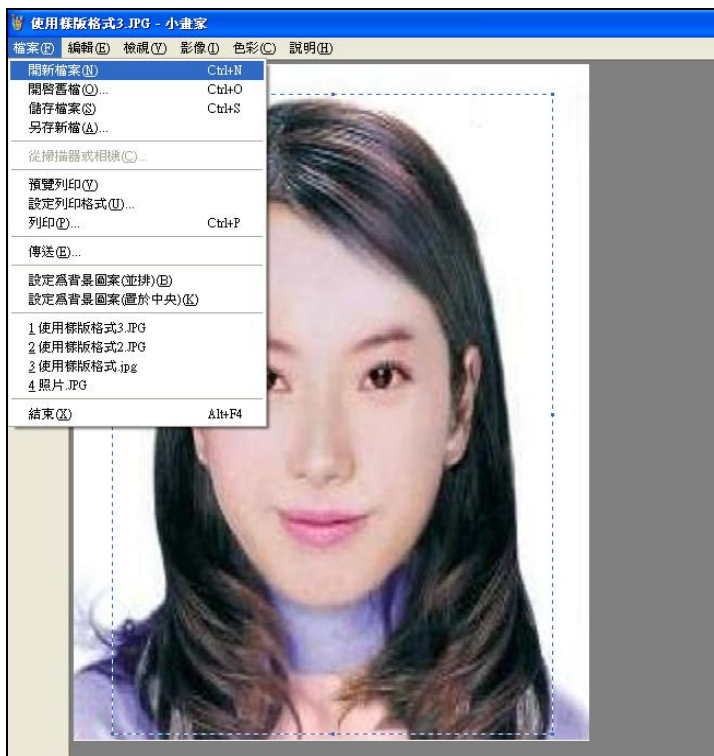 使用樣版格式3.JPG - 小畫家
檔案(F) 編輯(E) 檢視(V) 影像(I) 色彩(C) 說明(H)
開新檔案(N) Ctrl+N
開啓舊檔(O)... Ctrl+O
儲存檔案(S) Ctrl+S
另存新檔(A)...
從掃描器或相機(C)...
預覽列印(V)
設定列印格式(U)...
列印(P)... Ctrl+P
傳送(E)...
設定爲背景圖案(並排)(B)
設定爲背景圖案(置於中央)(K)
1 使用樣版格式3.JPG
2 使用樣版格式2.JPG
3 使用樣版格式.jpg
4 照片.JPG
結束(X) Alt+F4